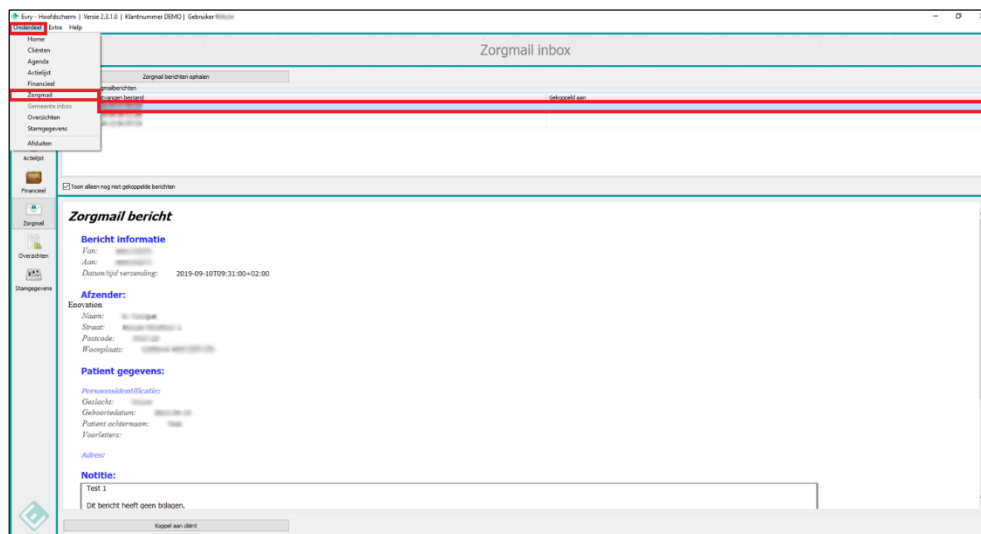 Evry - Hoofdscherm | Versie 2.3.1.0 | Klantnummer DEMO | Gebruiker
Onderdeel Extra Help
Home
Cliënten
Agenda
Actielijst
Financieel
Zorgmail
Gemeente inbox
Overzichten
Stamgegevens
Afsluiten
Zorgmail inbox
Zorgmail berichten ophalen
Gekoppeld aan
Toon alleen nog niet gekoppelde berichten
Actielijst
Financieel
Zorgmail
Overzichten
Stamgegevens
Zorgmail bericht
Bericht informatie
Van:
Aan:
Datum/tijd verzending: 2019-09-10T09:31:00+02:00
Afzender:
Enovation
Naam:
Straat:
Postcode:
Woonplaats:
Patient gegevens:
Persoonsidentificatie:
Geslacht:
Geboortedatum:
Patient achternaam:
Voorletters:
Adres:
Notitie:
Test 1
Dit bericht heeft geen bijlagen.
Koppel aan cliënt